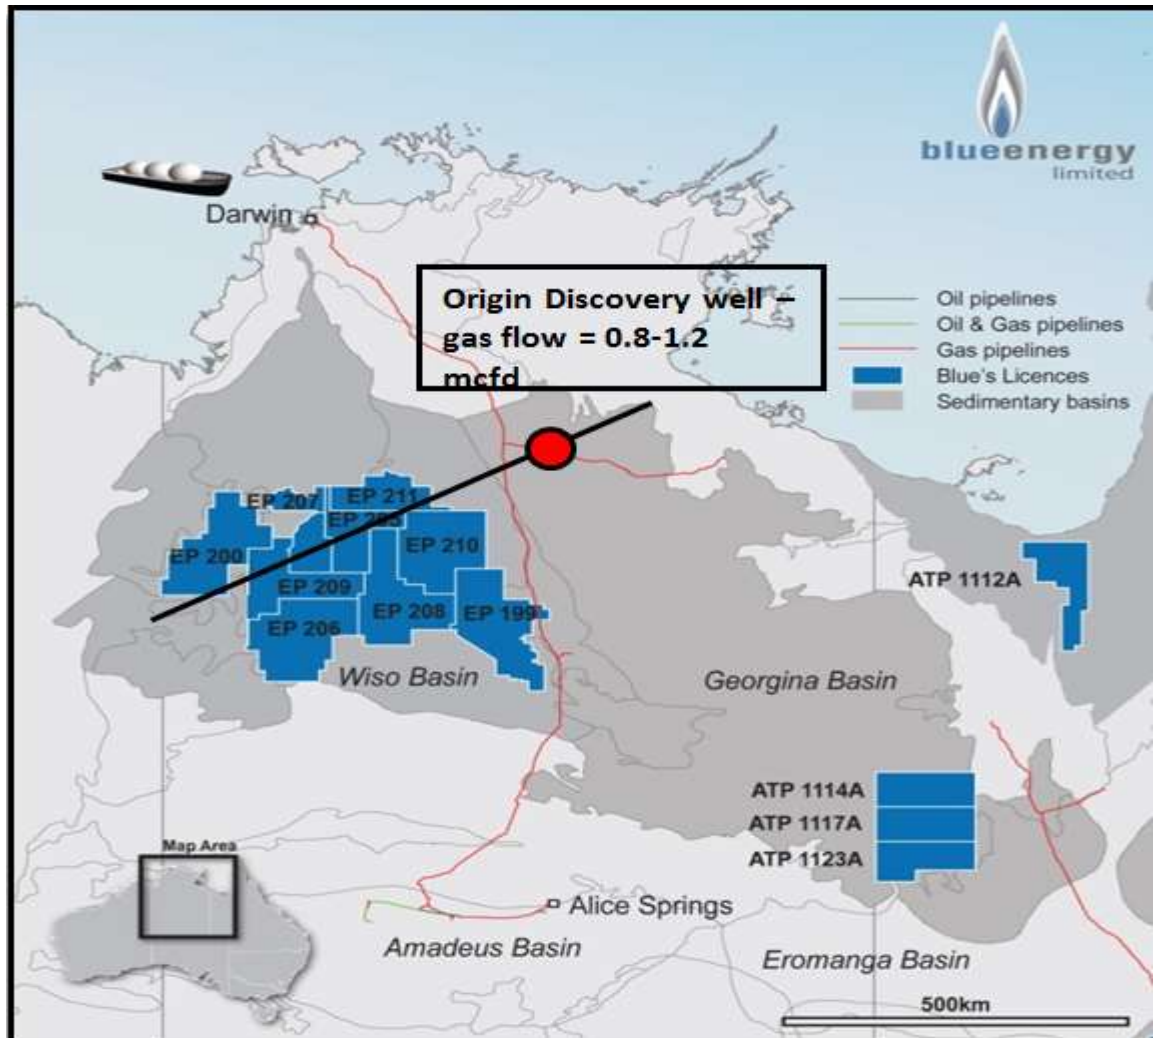 blueenergy
limited
Darwin
Origin Discovery well –
gas flow = 0.8-1.2
mcfd
Oil pipelines
Oil & Gas pipelines
Gas pipelines
Blue's Licences
Sedimentary basins
EP 207
EP 211
EP 200
EP 210
EP 209
EP 208
EP 199
EP 206
ATP 1112A
Wiso Basin
Georgina Basin
ATP 1114A
ATP 1117A
ATP 1123A
Map Area
Alice Springs
Amadeus Basin
Eromanga Basin
500km